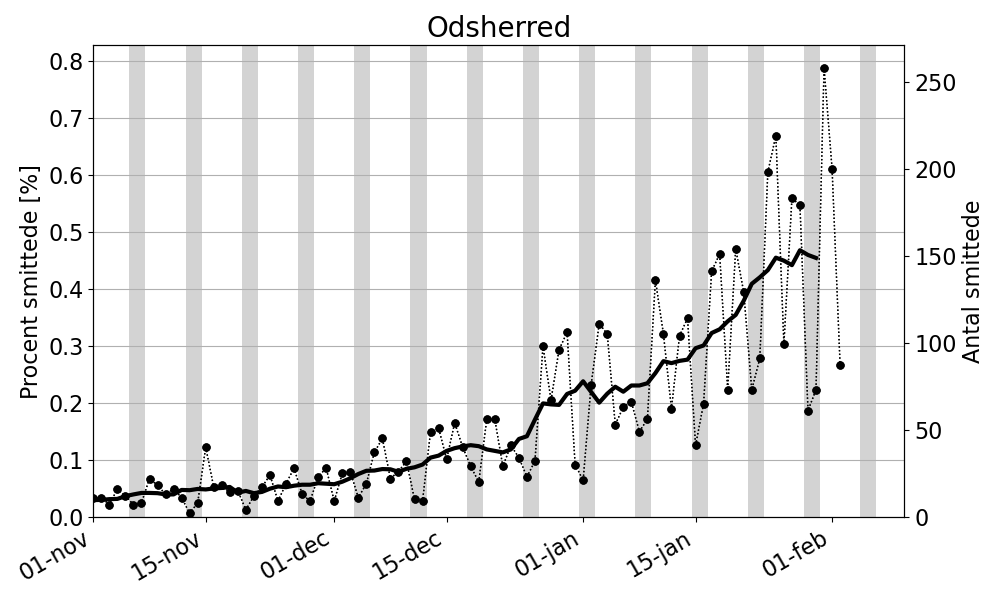 Odsherred
Procent smittede [%]
0.8
0.7
0.6
0.5
0.4
0.3
0.2
0.1
0.0
250
200
150
100
50
0
Antal smittede
01-nov
15-nov
01-dec
15-dec
01-jan
15-jan
01-feb